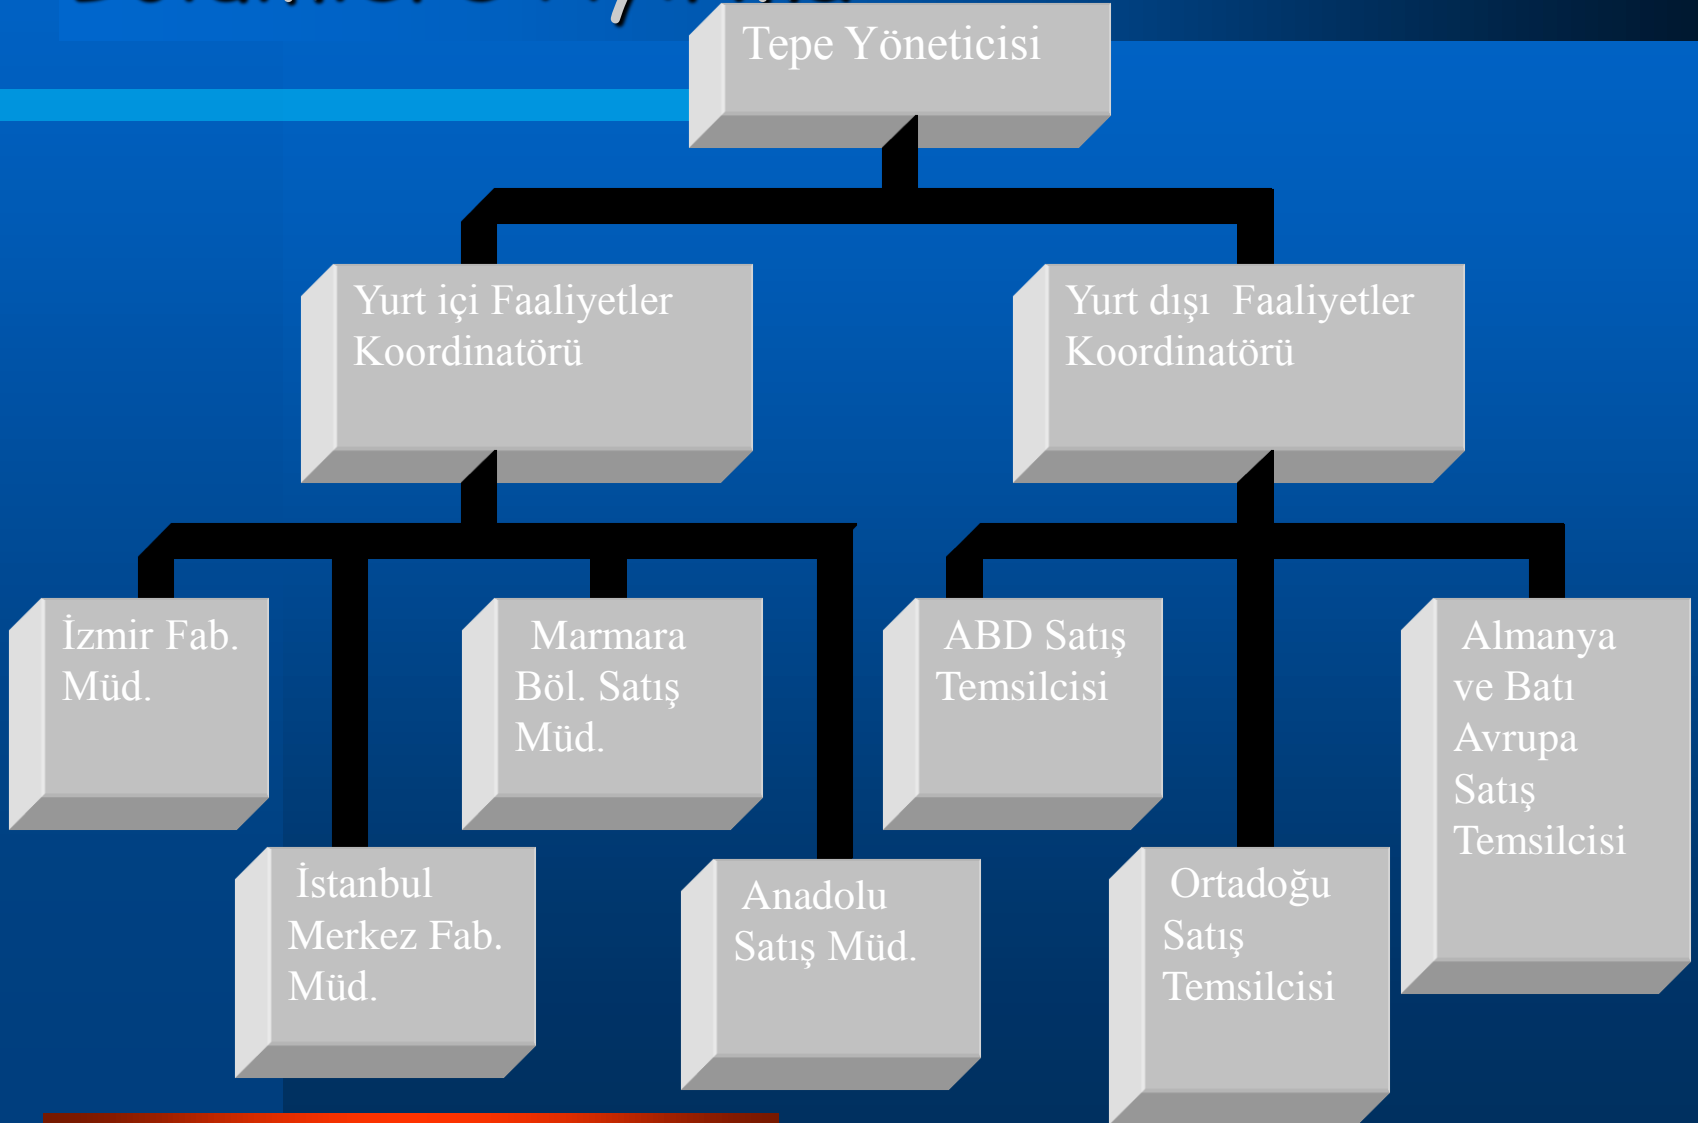 Tepe Yöneticisi
Yurt içi Faaliyetler
Koordinatörü
Yurt dışı Faaliyetler
Koordinatörü
İzmir Fab.
Müd.
Marmara
Böl. Satış
Müd.
ABD Satış
Temsilcisi
Almanya
ve Batı
Avrupa
Satış
Temsilcisi
İstanbul
Merkez Fab.
Müd.
Anadolu
Satış Müd.
Ortadoğu
Satış
Temsilcisi